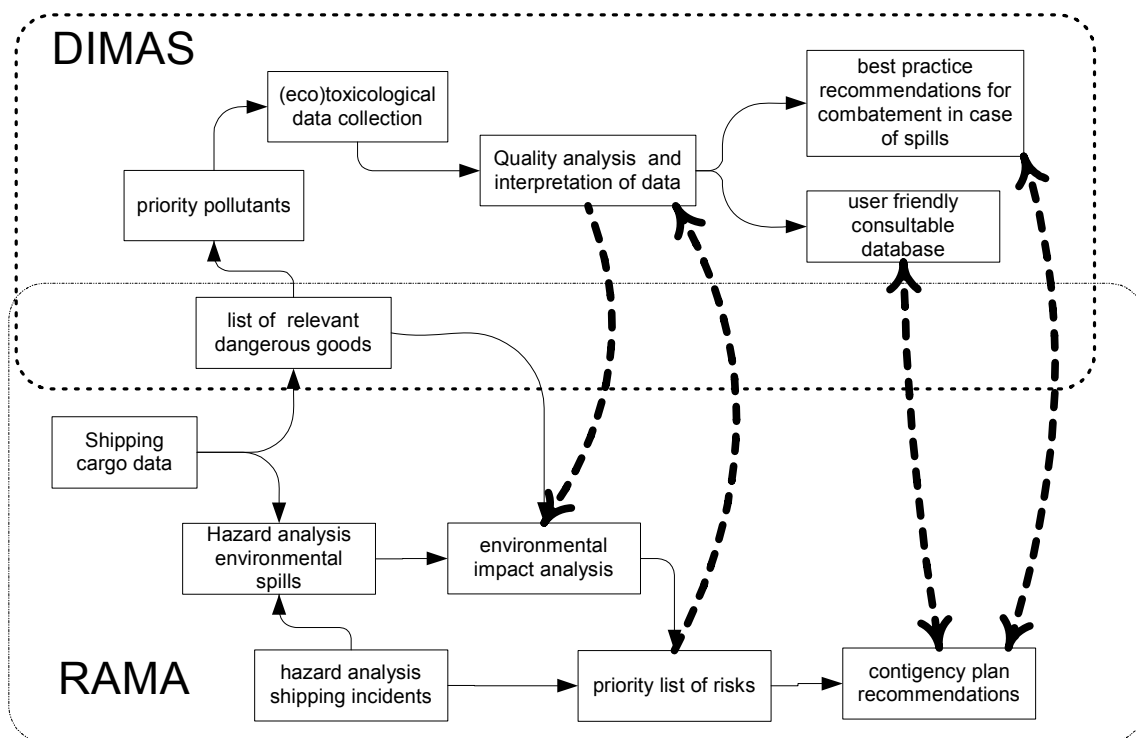 DIMAS
(eco)toxicological
data collection
best practice
recommendations for
combatement in case
of spills
Quality analysis and
interpretation of data
priority pollutants
user friendly
consultable
database
list of relevant
dangerous goods
Shipping
cargo data
Hazard analysis
environmental
spills
environmental
impact analysis
RAMA
hazard analysis
shipping incidents
priority list of risks
contigency plan
recommendations